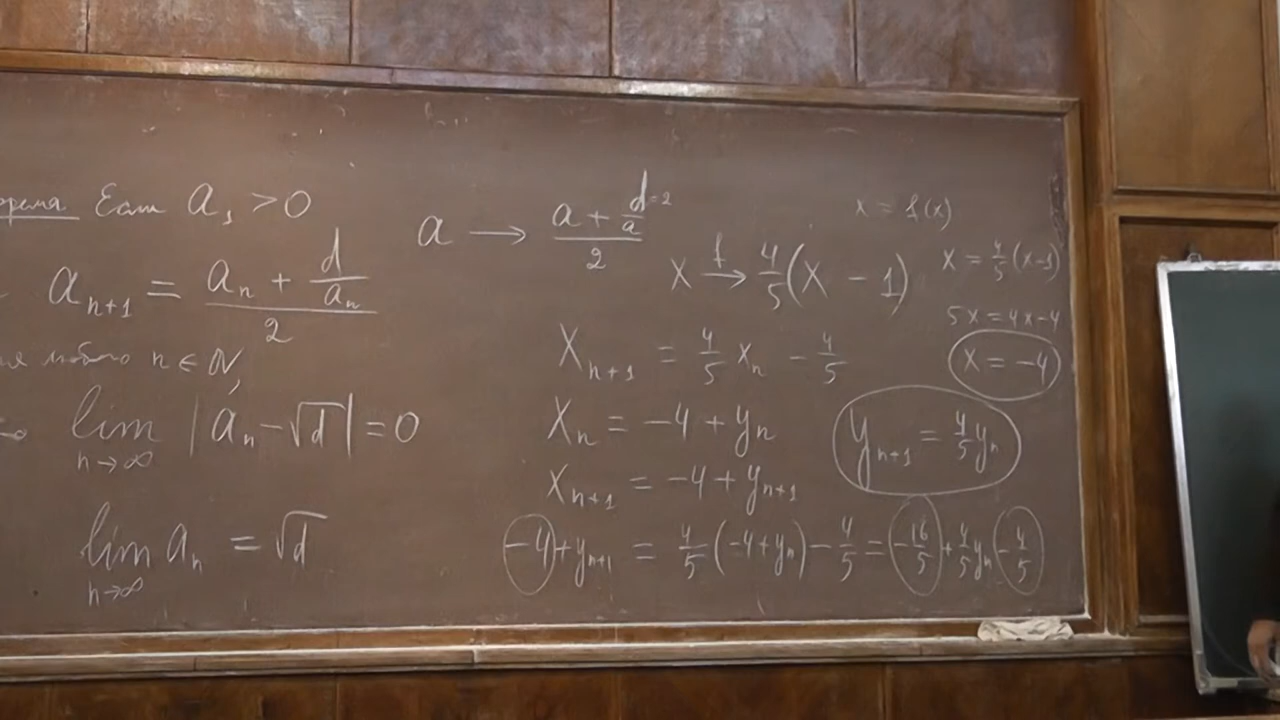 орема Если a₁ > 0
a_{n+1} = (a_n + d/a_n)/2
для любого n ∈ N,
lim_{n→∞} |a_n − √d| = 0
lim_{n→∞} a_n = √d
a → (a + d/a)/2
d=2
x →^f 4/5(x − 1)
x_{n+1} = 4/5 x_n − 4/5
x_n = −4 + y_n
x_{n+1} = −4 + y_{n+1}
−4 + y_{n+1} = 4/5(−4 + y_n) − 4/5 = −16/5 + 4/5 y_n − 4/5
x = f(x)
x = 4/5(x−1)
5x = 4x−4
x = −4
y_{n+1} = 4/5 y_n